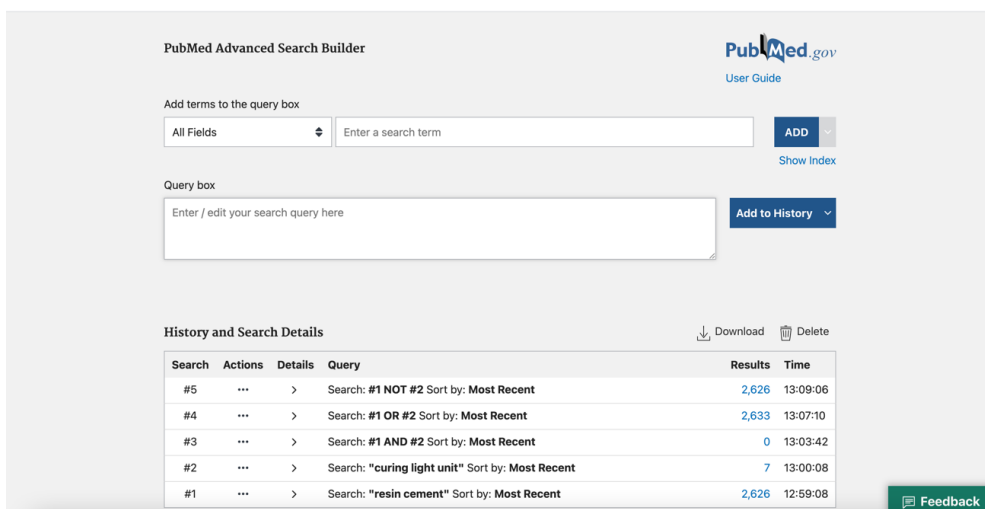 PubMed Advanced Search Builder
PubMed.gov
User Guide
Add terms to the query box
All Fields Enter a search term ADD
Show Index
Query box
Enter / edit your search query here Add to History
History and Search Details Download Delete
Search Actions Details Query Results Time
#5 ••• > Search: #1 NOT #2 Sort by: Most Recent 2,626 13:09:06
#4 ••• > Search: #1 OR #2 Sort by: Most Recent 2,633 13:07:10
#3 ••• > Search: #1 AND #2 Sort by: Most Recent 0 13:03:42
#2 ••• > Search: "curing light unit" Sort by: Most Recent 7 13:00:08
#1 ••• > Search: "resin cement" Sort by: Most Recent 2,626 12:59:08
Feedback